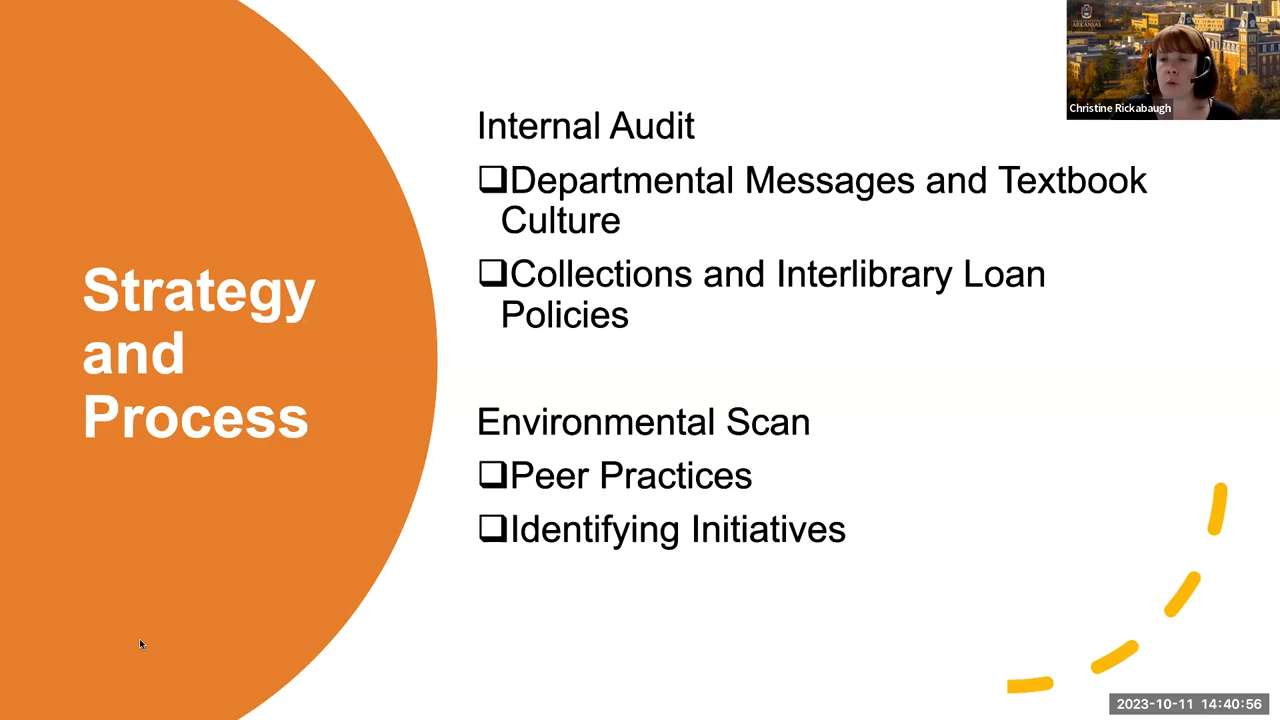 Strategy
and
Process
Internal Audit
❑Departmental Messages and Textbook
Culture
❑Collections and Interlibrary Loan
Policies
Environmental Scan
❑Peer Practices
❑Identifying Initiatives
ARKANSAS
Christine Rickabaugh
2023-10-11 14:40:56